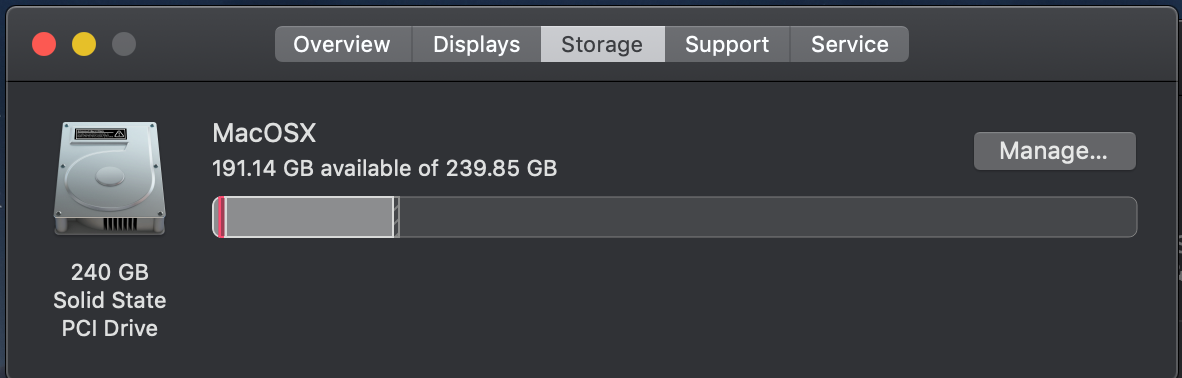 Overview Displays Storage Support Service
MacOSX
191.14 GB available of 239.85 GB
Manage...
240 GB
Solid State
PCI Drive